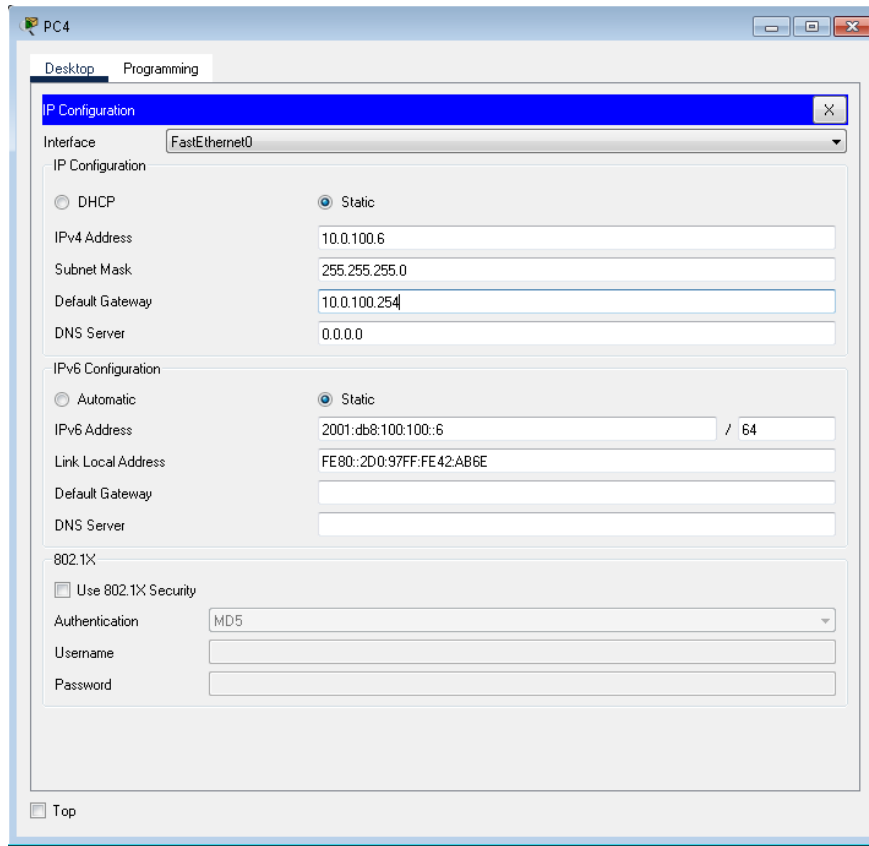 PC4
Desktop Programming
IP Configuration X
Interface FastEthernet0
IP Configuration
DHCP Static
IPv4 Address 10.0.100.6
Subnet Mask 255.255.255.0
Default Gateway 10.0.100.254
DNS Server 0.0.0.0
IPv6 Configuration
Automatic Static
IPv6 Address 2001:db8:100:100::6 / 64
Link Local Address FE80::2D0:97FF:FE42:AB6E
Default Gateway
DNS Server
802.1X
Use 802.1X Security
Authentication MD5
Username
Password
Top